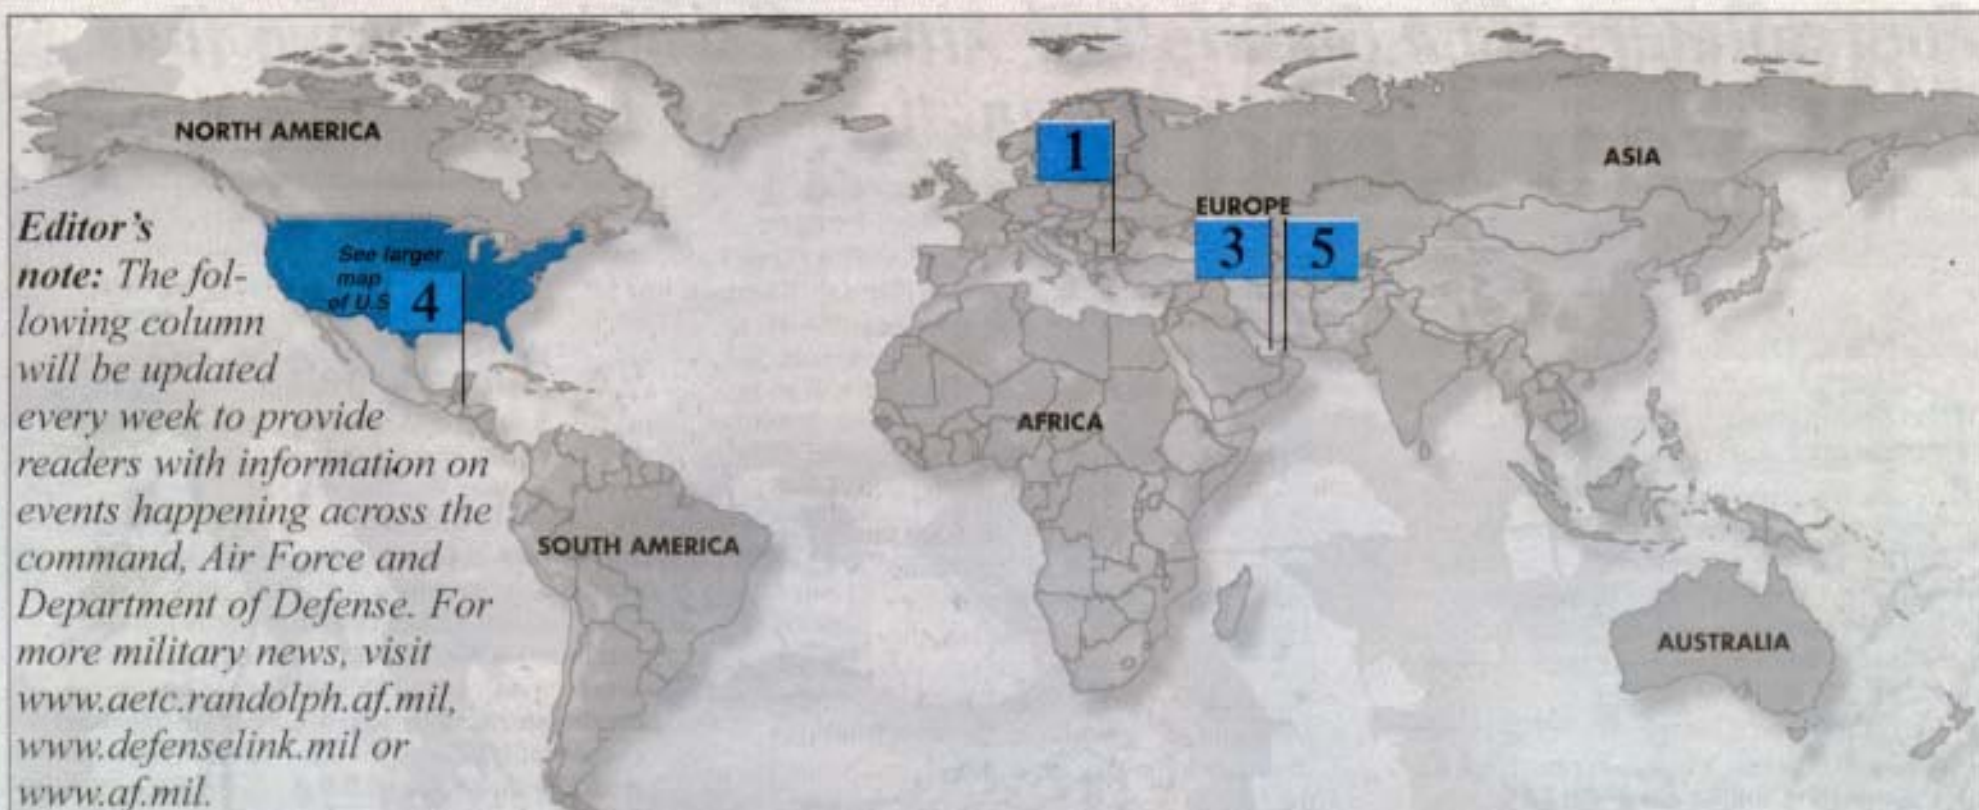 NORTH AMERICA
1
ASIA
EUROPE
3
5
See larger
map
of U.S
4
Editor's
note: The fol-
lowing column
will be updated
every week to provide
readers with information on
events happening across the
command, Air Force and
Department of Defense. For
more military news, visit
www.aetc.randolph.af.mil,
www.defenselink.mil or
www.af.mil.
AFRICA
SOUTH AMERICA
AUSTRALIA